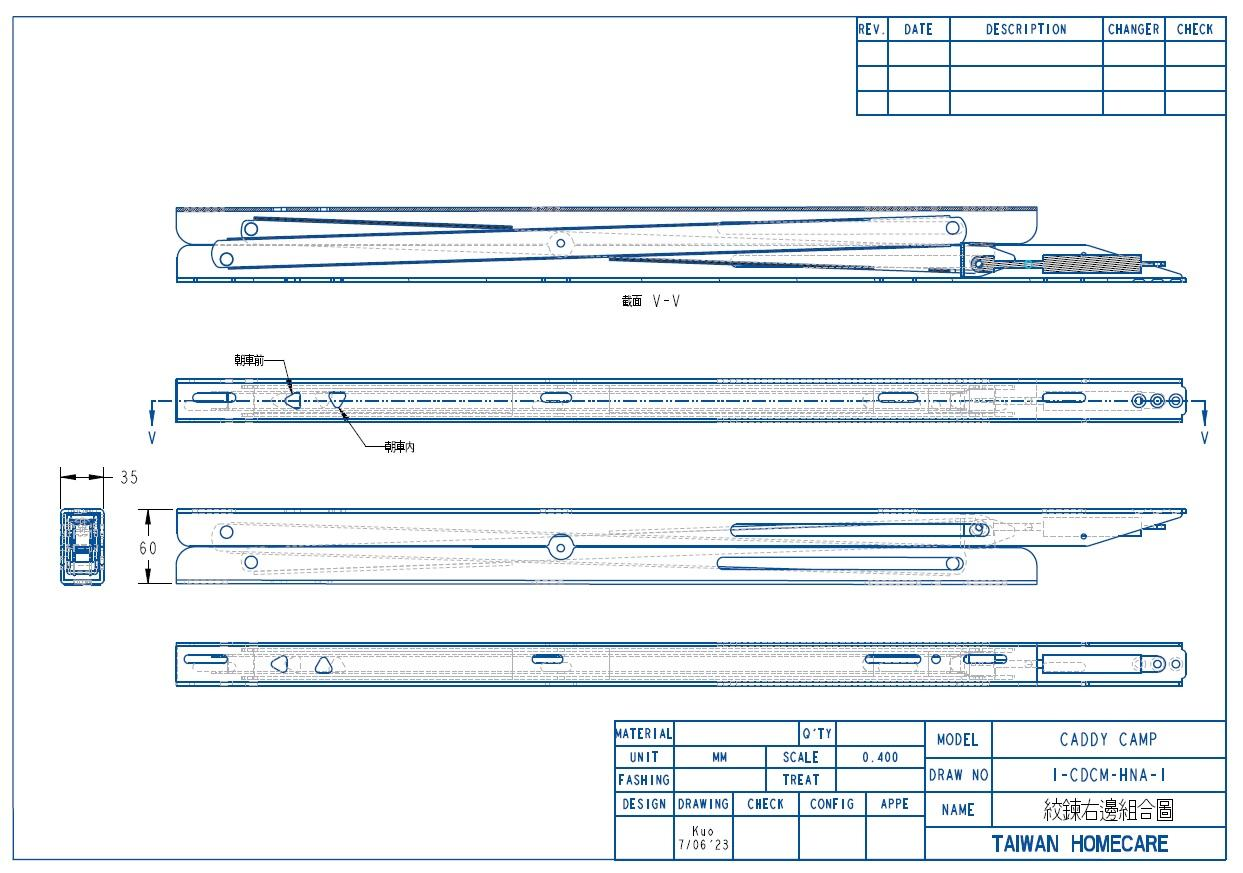 REV. DATE DESCRIPTION CHANGER CHECK
截面 V-V
朝車前
V V
朝車內
35
60
MATERIAL Q'TY
UNIT MM SCALE 0.400
FASHING TREAT
DESIGN DRAWING CHECK CONFIG APPE
Kuo
7/06'23
MODEL CADDY CAMP
DRAW NO 1-CDCM-HNA-1
NAME 絞鍊右邊組合圖
TAIWAN HOMECARE